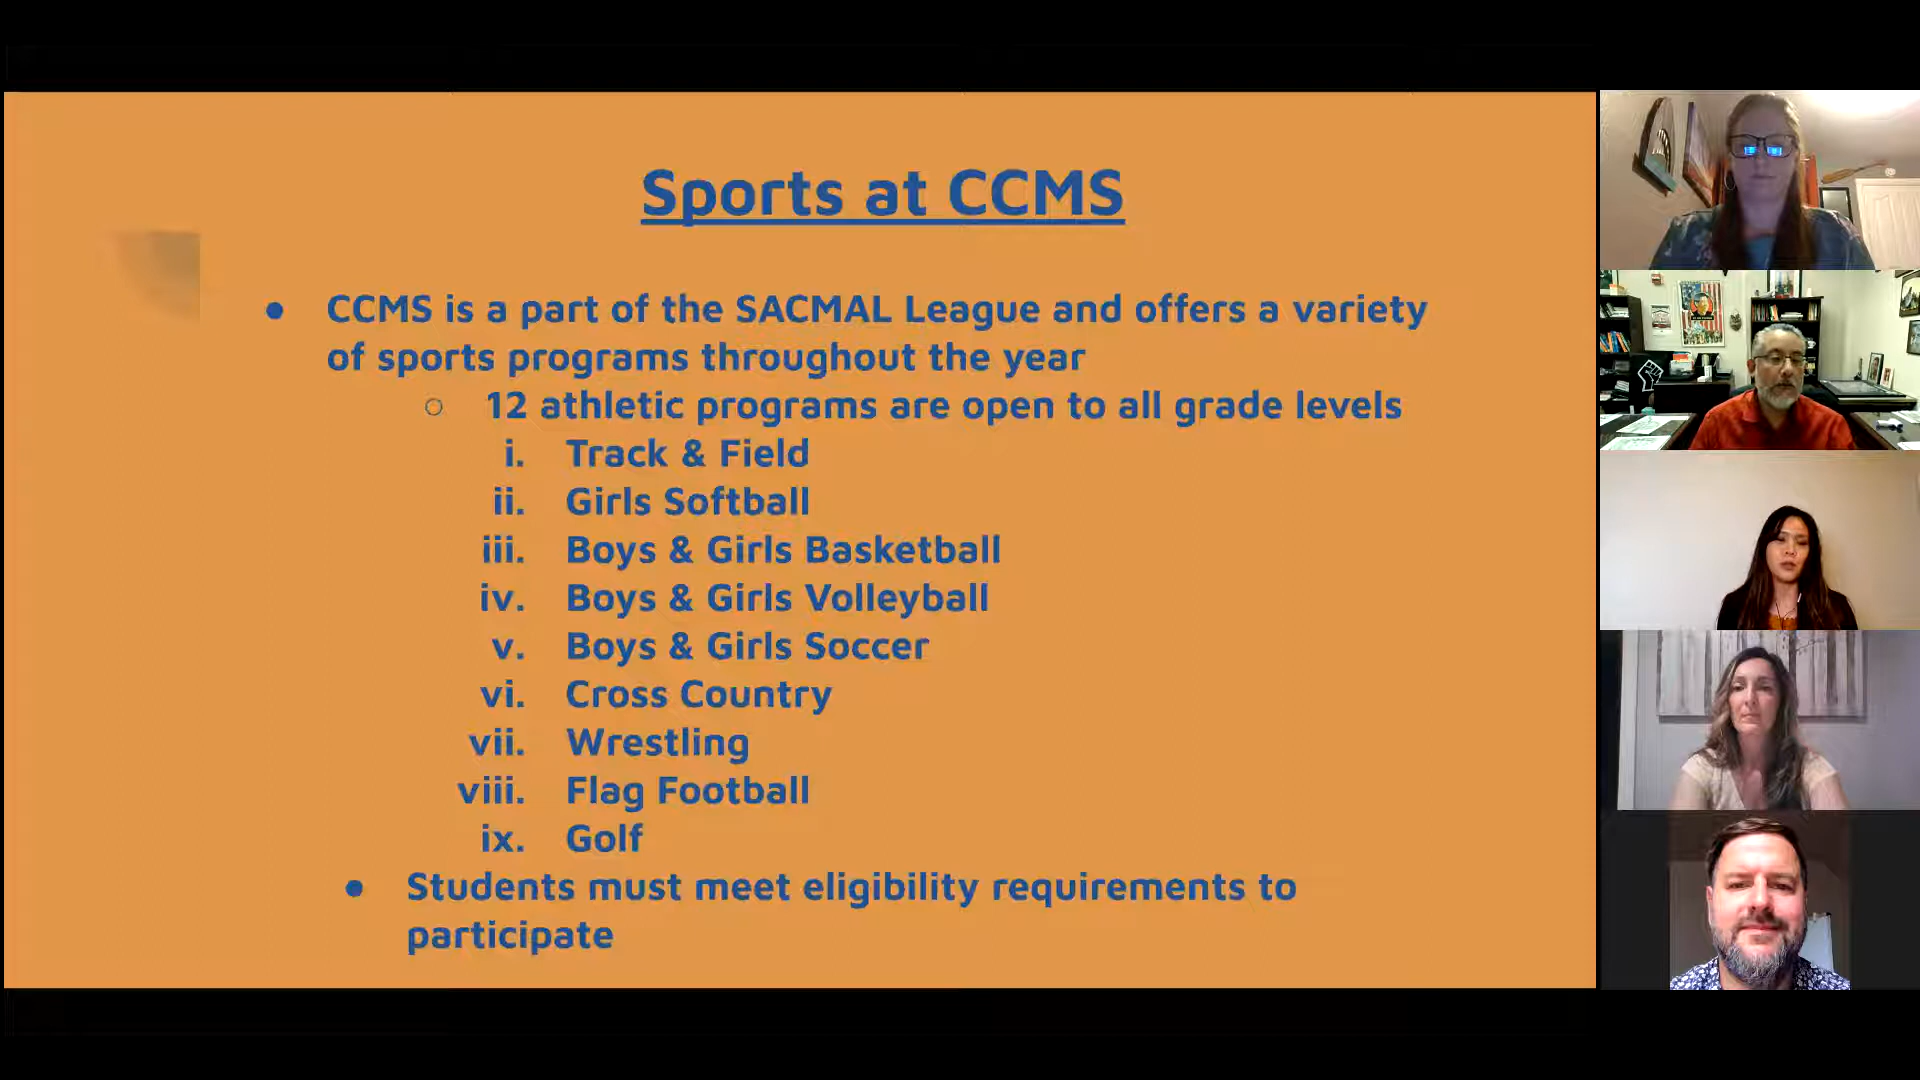 Sports at CCMS
● CCMS is a part of the SACMAL League and offers a variety
of sports programs throughout the year
○ 12 athletic programs are open to all grade levels
i. Track & Field
ii. Girls Softball
iii. Boys & Girls Basketball
iv. Boys & Girls Volleyball
v. Boys & Girls Soccer
vi. Cross Country
vii. Wrestling
viii. Flag Football
ix. Golf
● Students must meet eligibility requirements to
participate